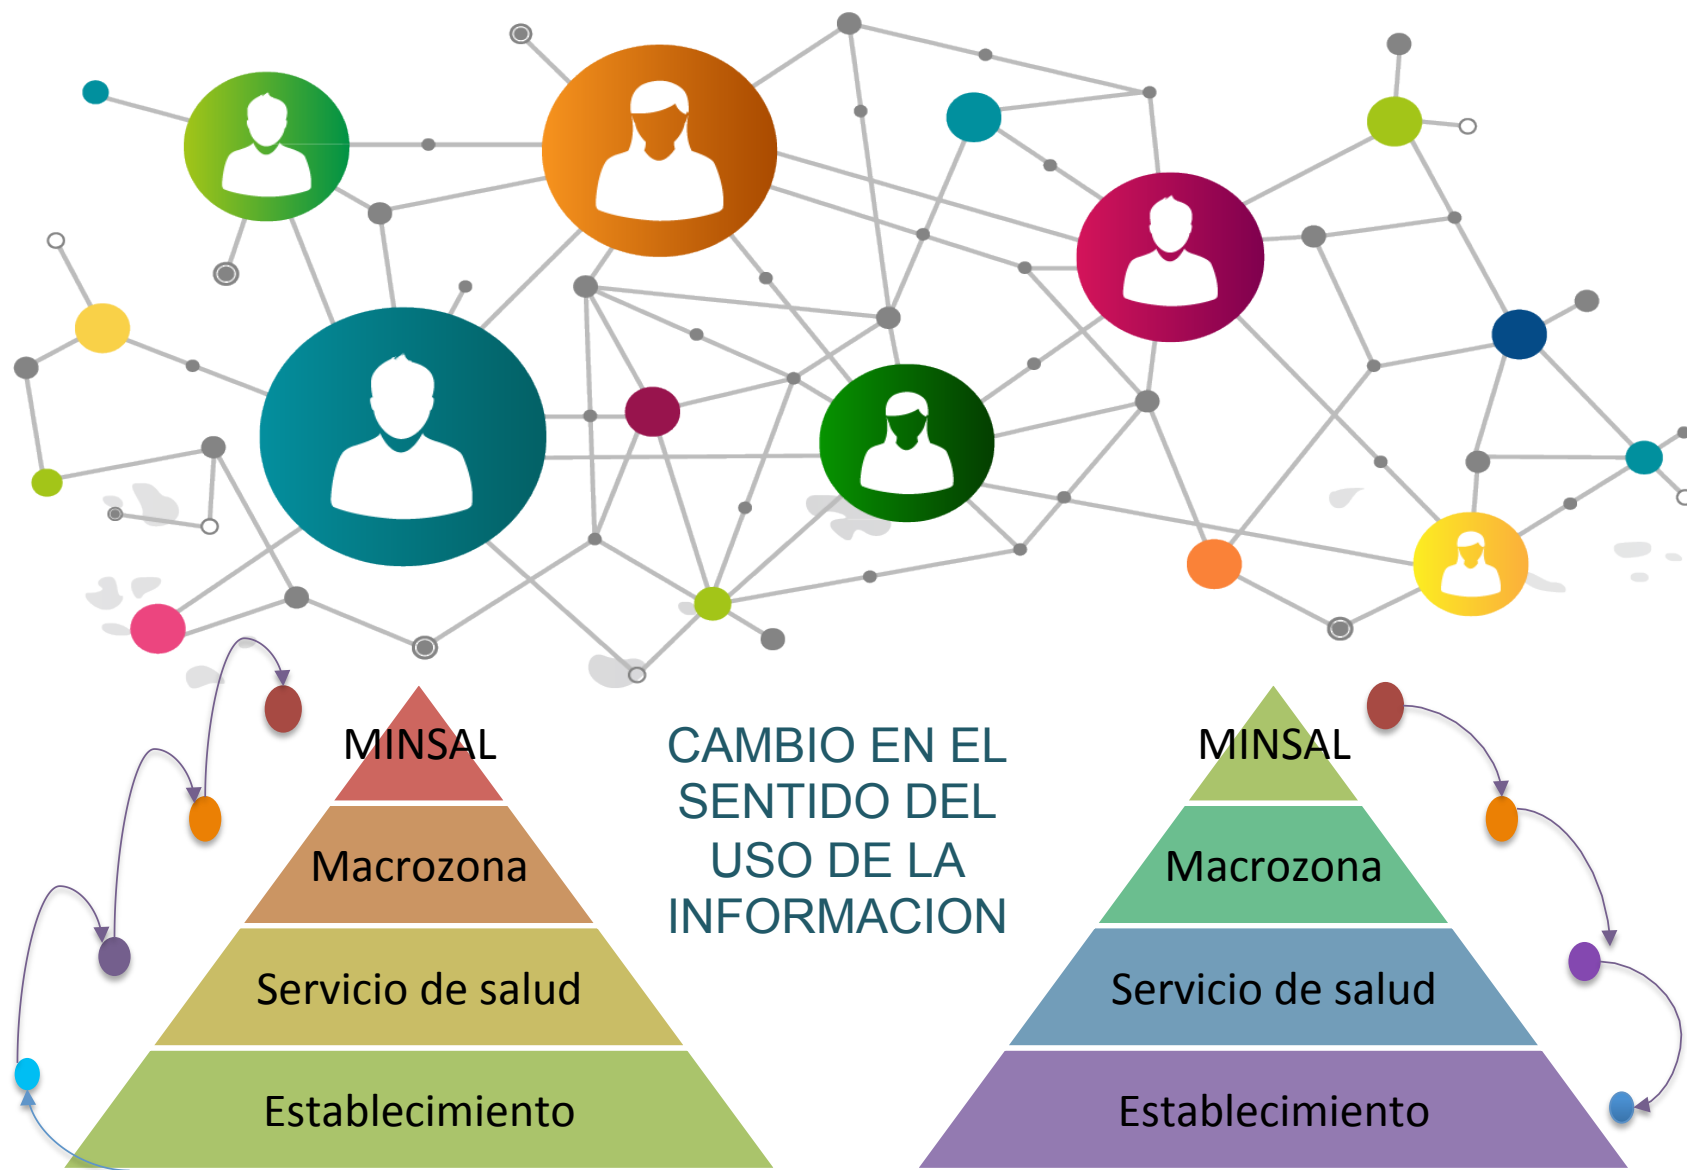 MINSAL
Macrozona
Servicio de salud
Establecimiento
CAMBIO EN EL
SENTIDO DEL
USO DE LA
INFORMACION
MINSAL
Macrozona
Servicio de salud
Establecimiento